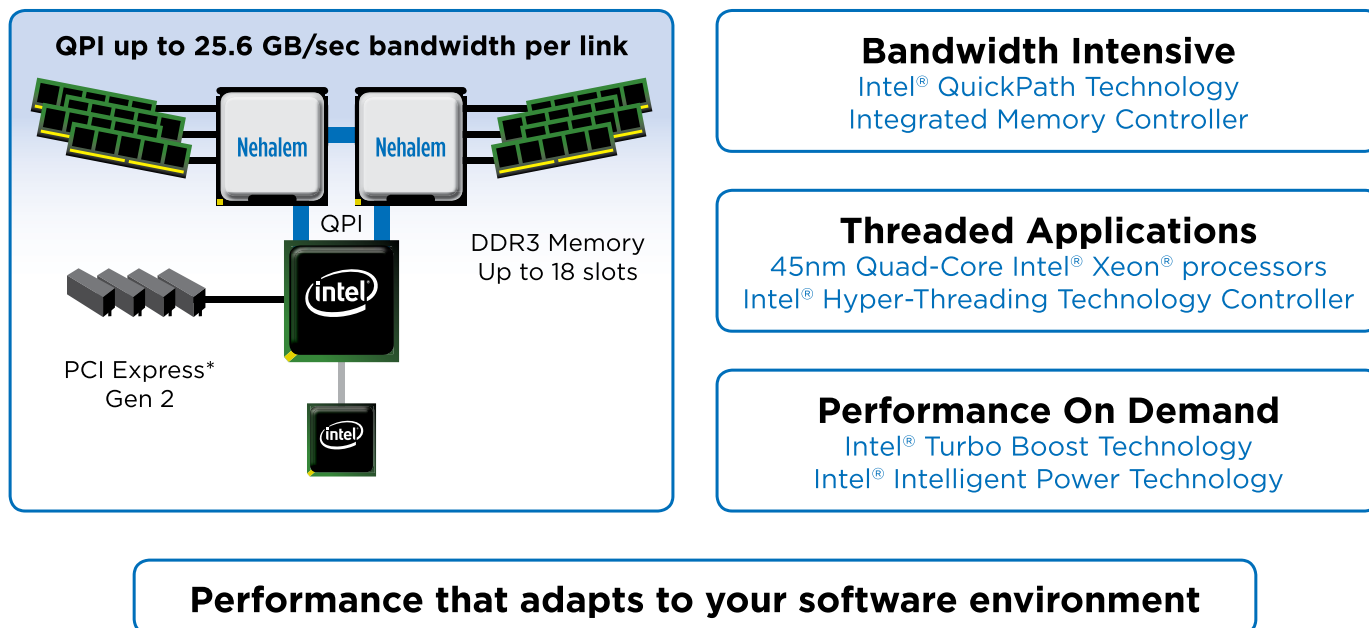 QPI up to 25.6 GB/sec bandwidth per link
Nehalem
Nehalem
QPI
DDR3 Memory
Up to 18 slots
intel
PCI Express*
Gen 2
intel
Bandwidth Intensive
Intel® QuickPath Technology
Integrated Memory Controller
Threaded Applications
45nm Quad-Core Intel® Xeon® processors
Intel® Hyper-Threading Technology Controller
Performance On Demand
Intel® Turbo Boost Technology
Intel® Intelligent Power Technology
Performance that adapts to your software environment